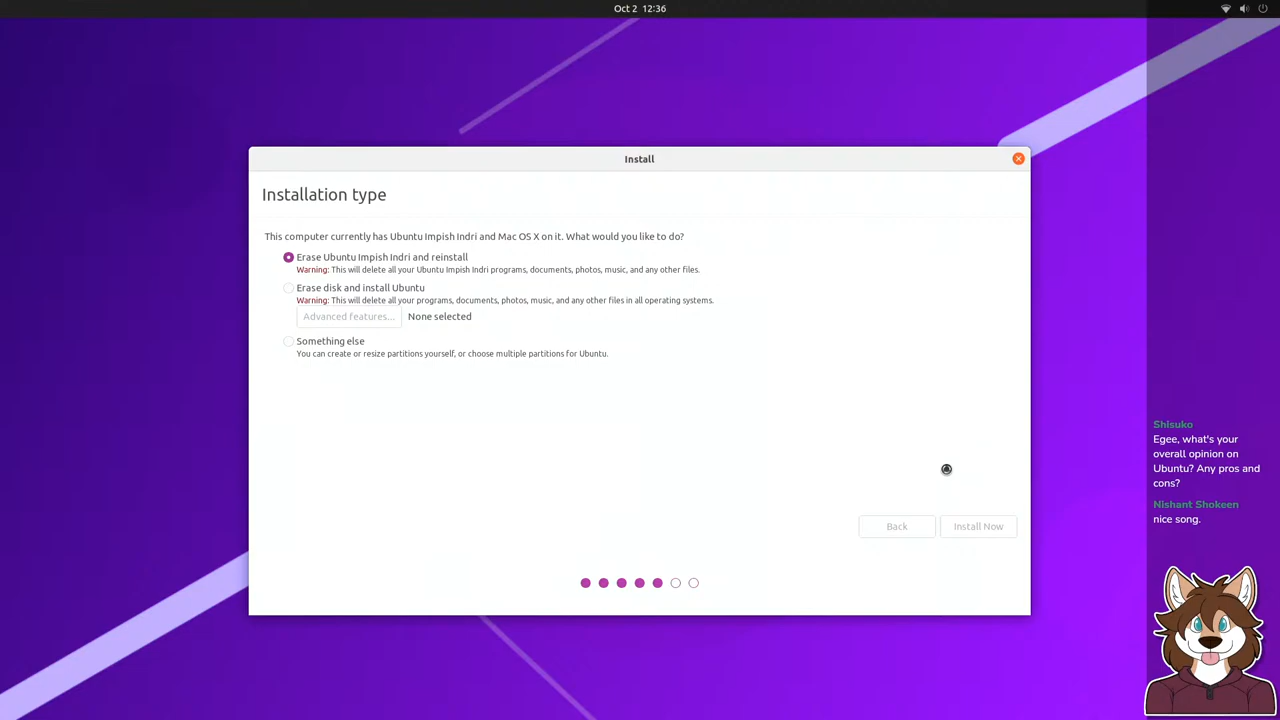 Oct 2 12:36
Install
Installation type
This computer currently has Ubuntu Impish Indri and Mac OS X on it. What would you like to do?
Erase Ubuntu Impish Indri and reinstall
Warning: This will delete all your Ubuntu Impish Indri programs, documents, photos, music, and any other files.
Erase disk and install Ubuntu
Warning: This will delete all your programs, documents, photos, music, and any other files in all operating systems.
Advanced features... None selected
Something else
You can create or resize partitions yourself, or choose multiple partitions for Ubuntu.
Back Install Now
Shisuko
Egee, what's your
overall opinion on
Ubuntu? Any pros and
cons?
Nishant Shokeen
nice song.